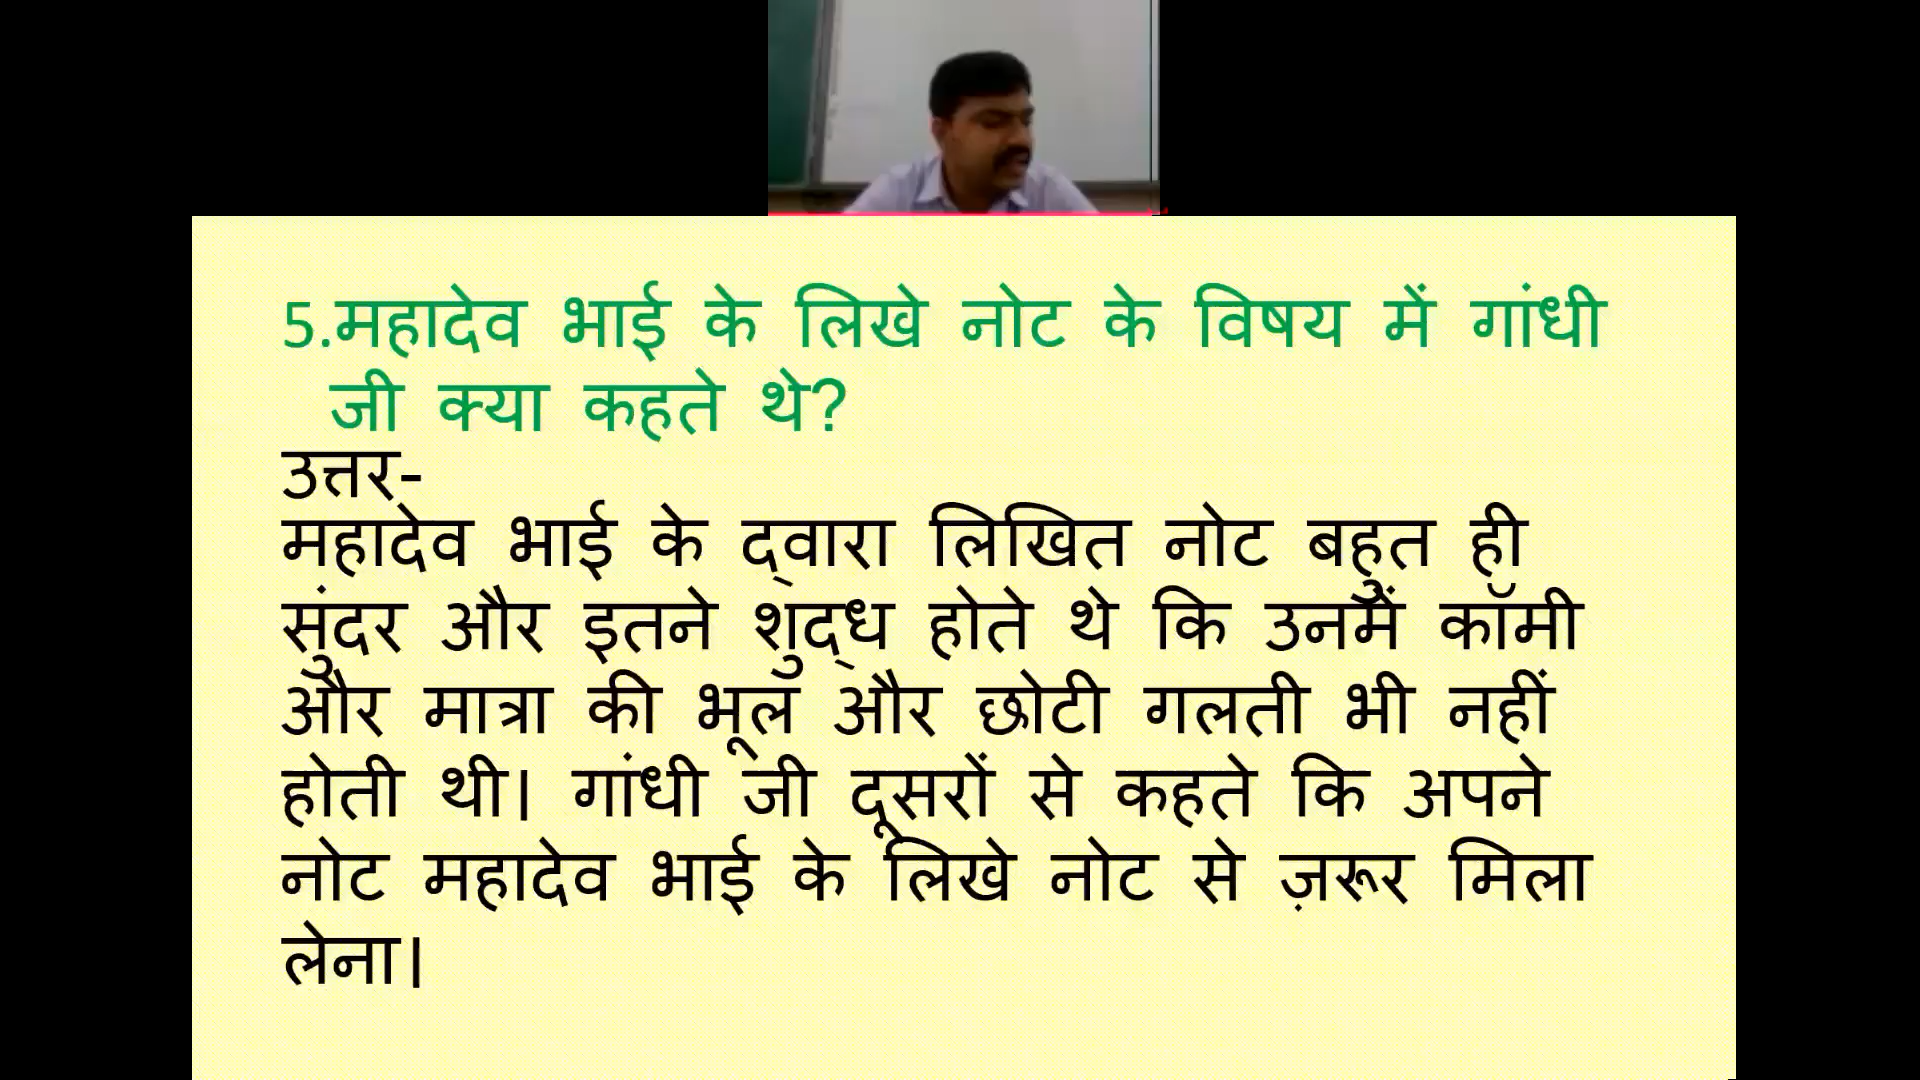 5.महादेव भाई के लिखे नोट के विषय में गांधी
जी क्या कहते थे?
उत्तर-
महादेव भाई के द्वारा लिखित नोट बहुत ही
सुंदर और इतने शुद्ध होते थे कि उनमें कॉमी
और मात्रा की भूल और छोटी गलती भी नहीं
होती थी। गांधी जी दूसरों से कहते कि अपने
नोट महादेव भाई के लिखे नोट से ज़रूर मिला
लेना।